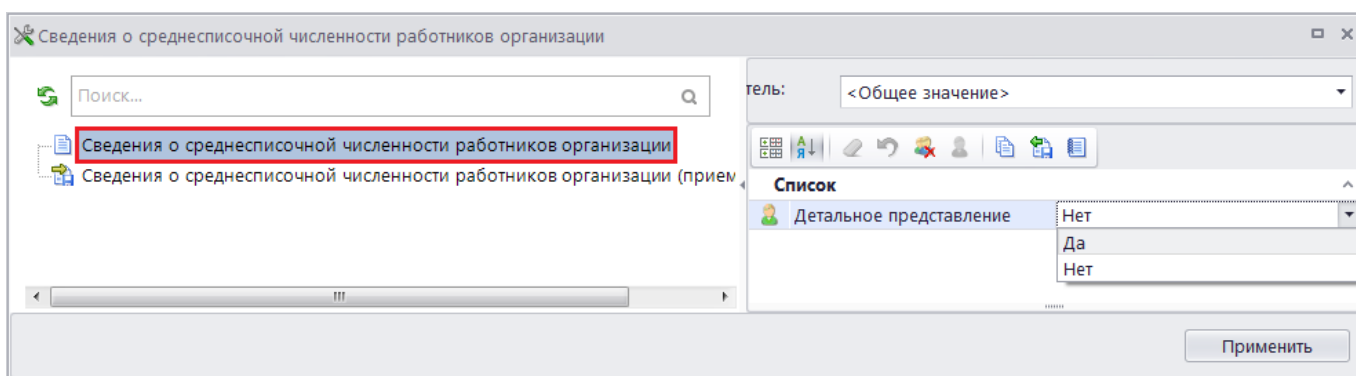 Сведения о среднесписочной численности работников организации
Поиск...
тель:
<Общее значение>
Сведения о среднесписочной численности работников организации
Сведения о среднесписочной численности работников организации (прием
Список
Детальное представление
Нет
Да
Нет
Применить